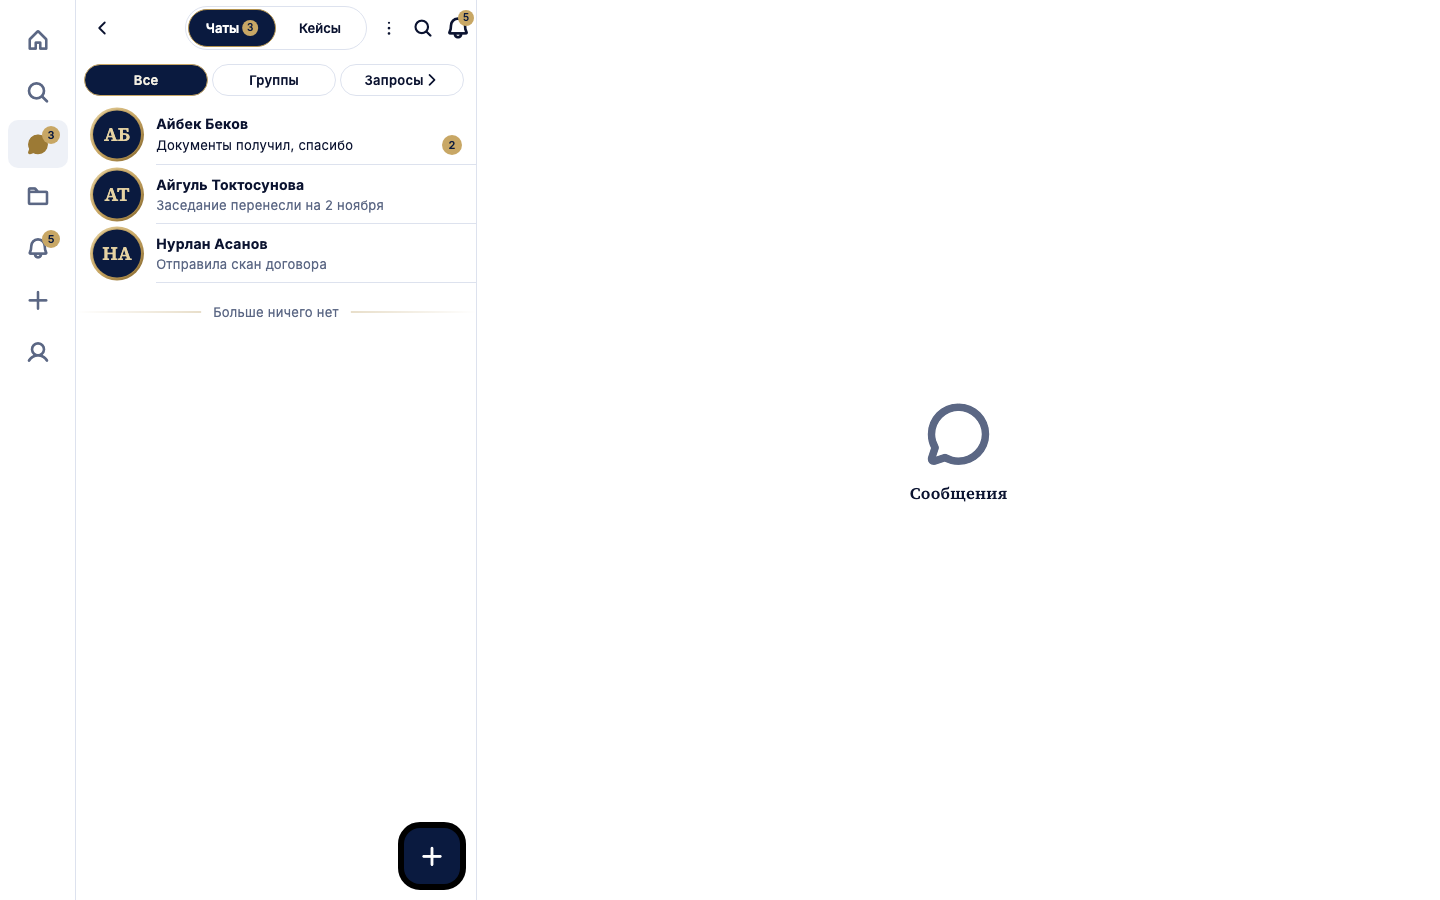 Чаты 3
Кейсы
5
Все
Группы
Запросы
3
5
АБ
Айбек Беков
Документы получил, спасибо
2
АТ
Айгуль Токтосунова
Заседание перенесли на 2 ноября
НА
Нурлан Асанов
Отправила скан договора
Больше ничего нет
Сообщения